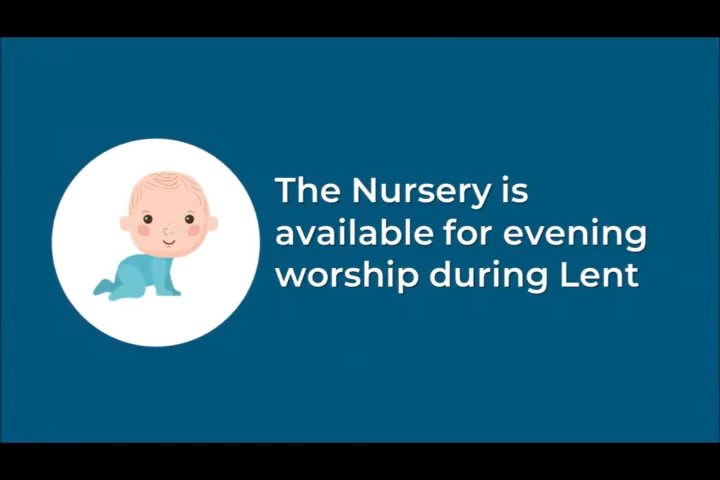 The Nursery is
available for evening
worship during Lent